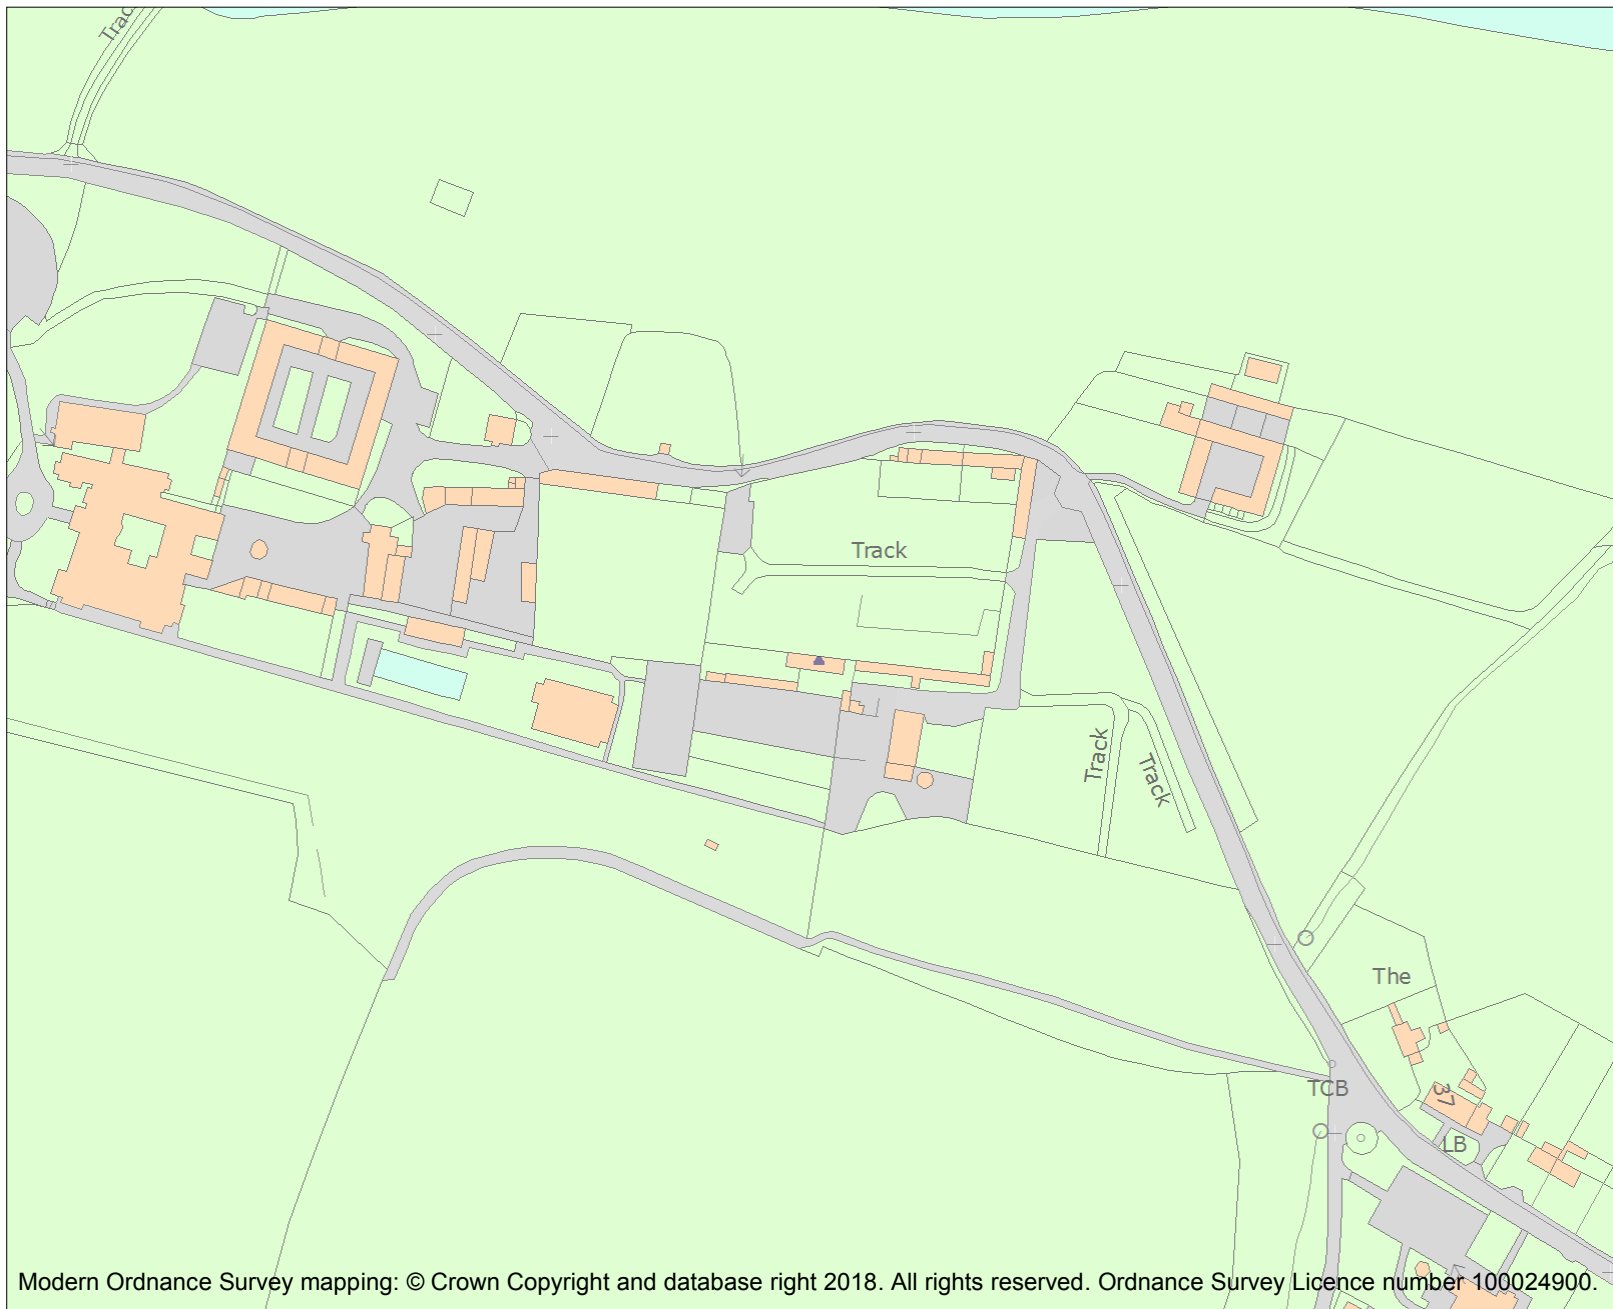 Trac
Track
Track
Track
The
TCB
37
LB
Modern Ordnance Survey mapping: © Crown Copyright and database right 2018. All rights reserved. Ordnance Survey Licence number 100024900.